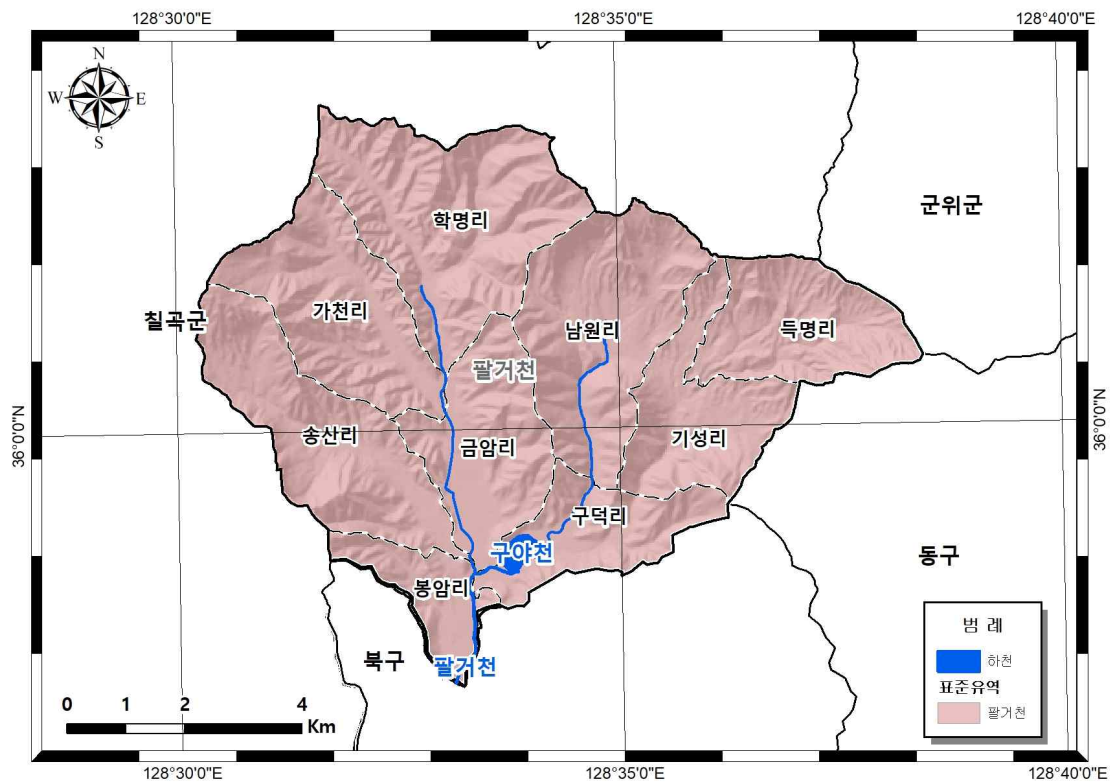 128°30'0"E
128°35'0"E
128°40'0"E
N
W
E
S
군위군
학명리
칠곡군
가천리
남원리
득명리
팔거천
36°0'0"N
36°0'0"N
송산리
금암리
기성리
구덕리
구야천
동구
봉암리
북구
팔거천
범 례
하천
표준유역
팔거천
0 1 2 4
Km
128°30'0"E
128°35'0"E
128°40'0"E